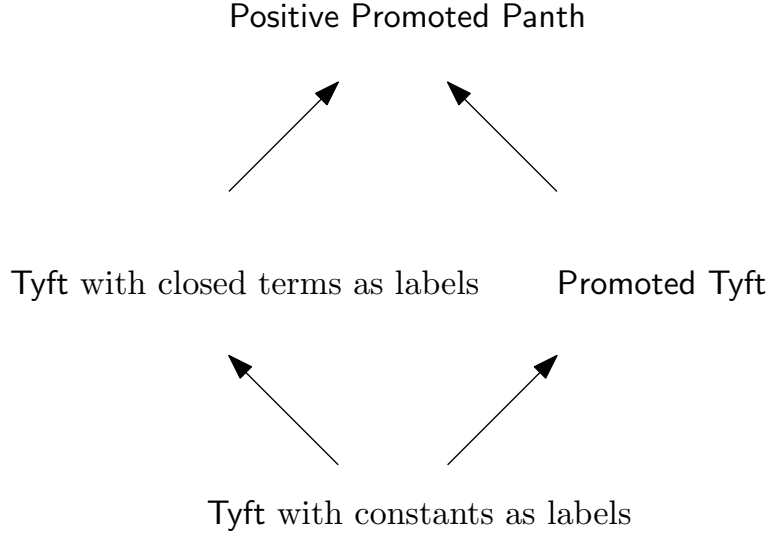 Positive Promoted Panth
Tyft with closed terms as labels
Promoted Tyft
Tyft with constants as labels